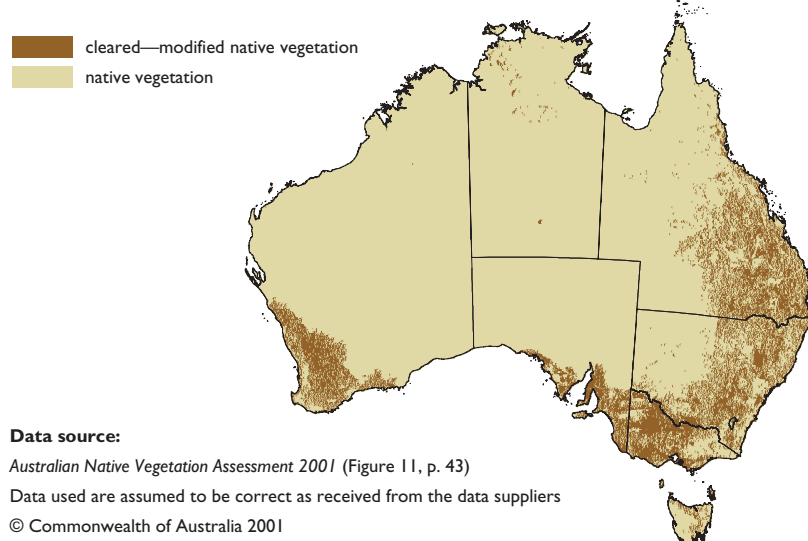 cleared—modified native vegetation
native vegetation
Data source:
Australian Native Vegetation Assessment 2001 (Figure 11, p. 43)
Data used are assumed to be correct as received from the data suppliers
© Commonwealth of Australia 2001